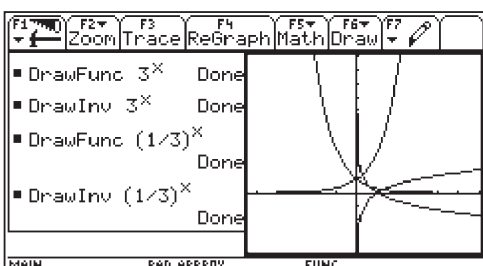 F1 F2 F3 F4 F5 F6 F7
Zoom Trace ReGraph Math Draw
▪ DrawFunc 3^x Done
▪ DrawInv 3^x Done
▪ DrawFunc (1/3)^x
Done
▪ DrawInv (1/3)^x
Done
MAIN RAD APPROX FUNC